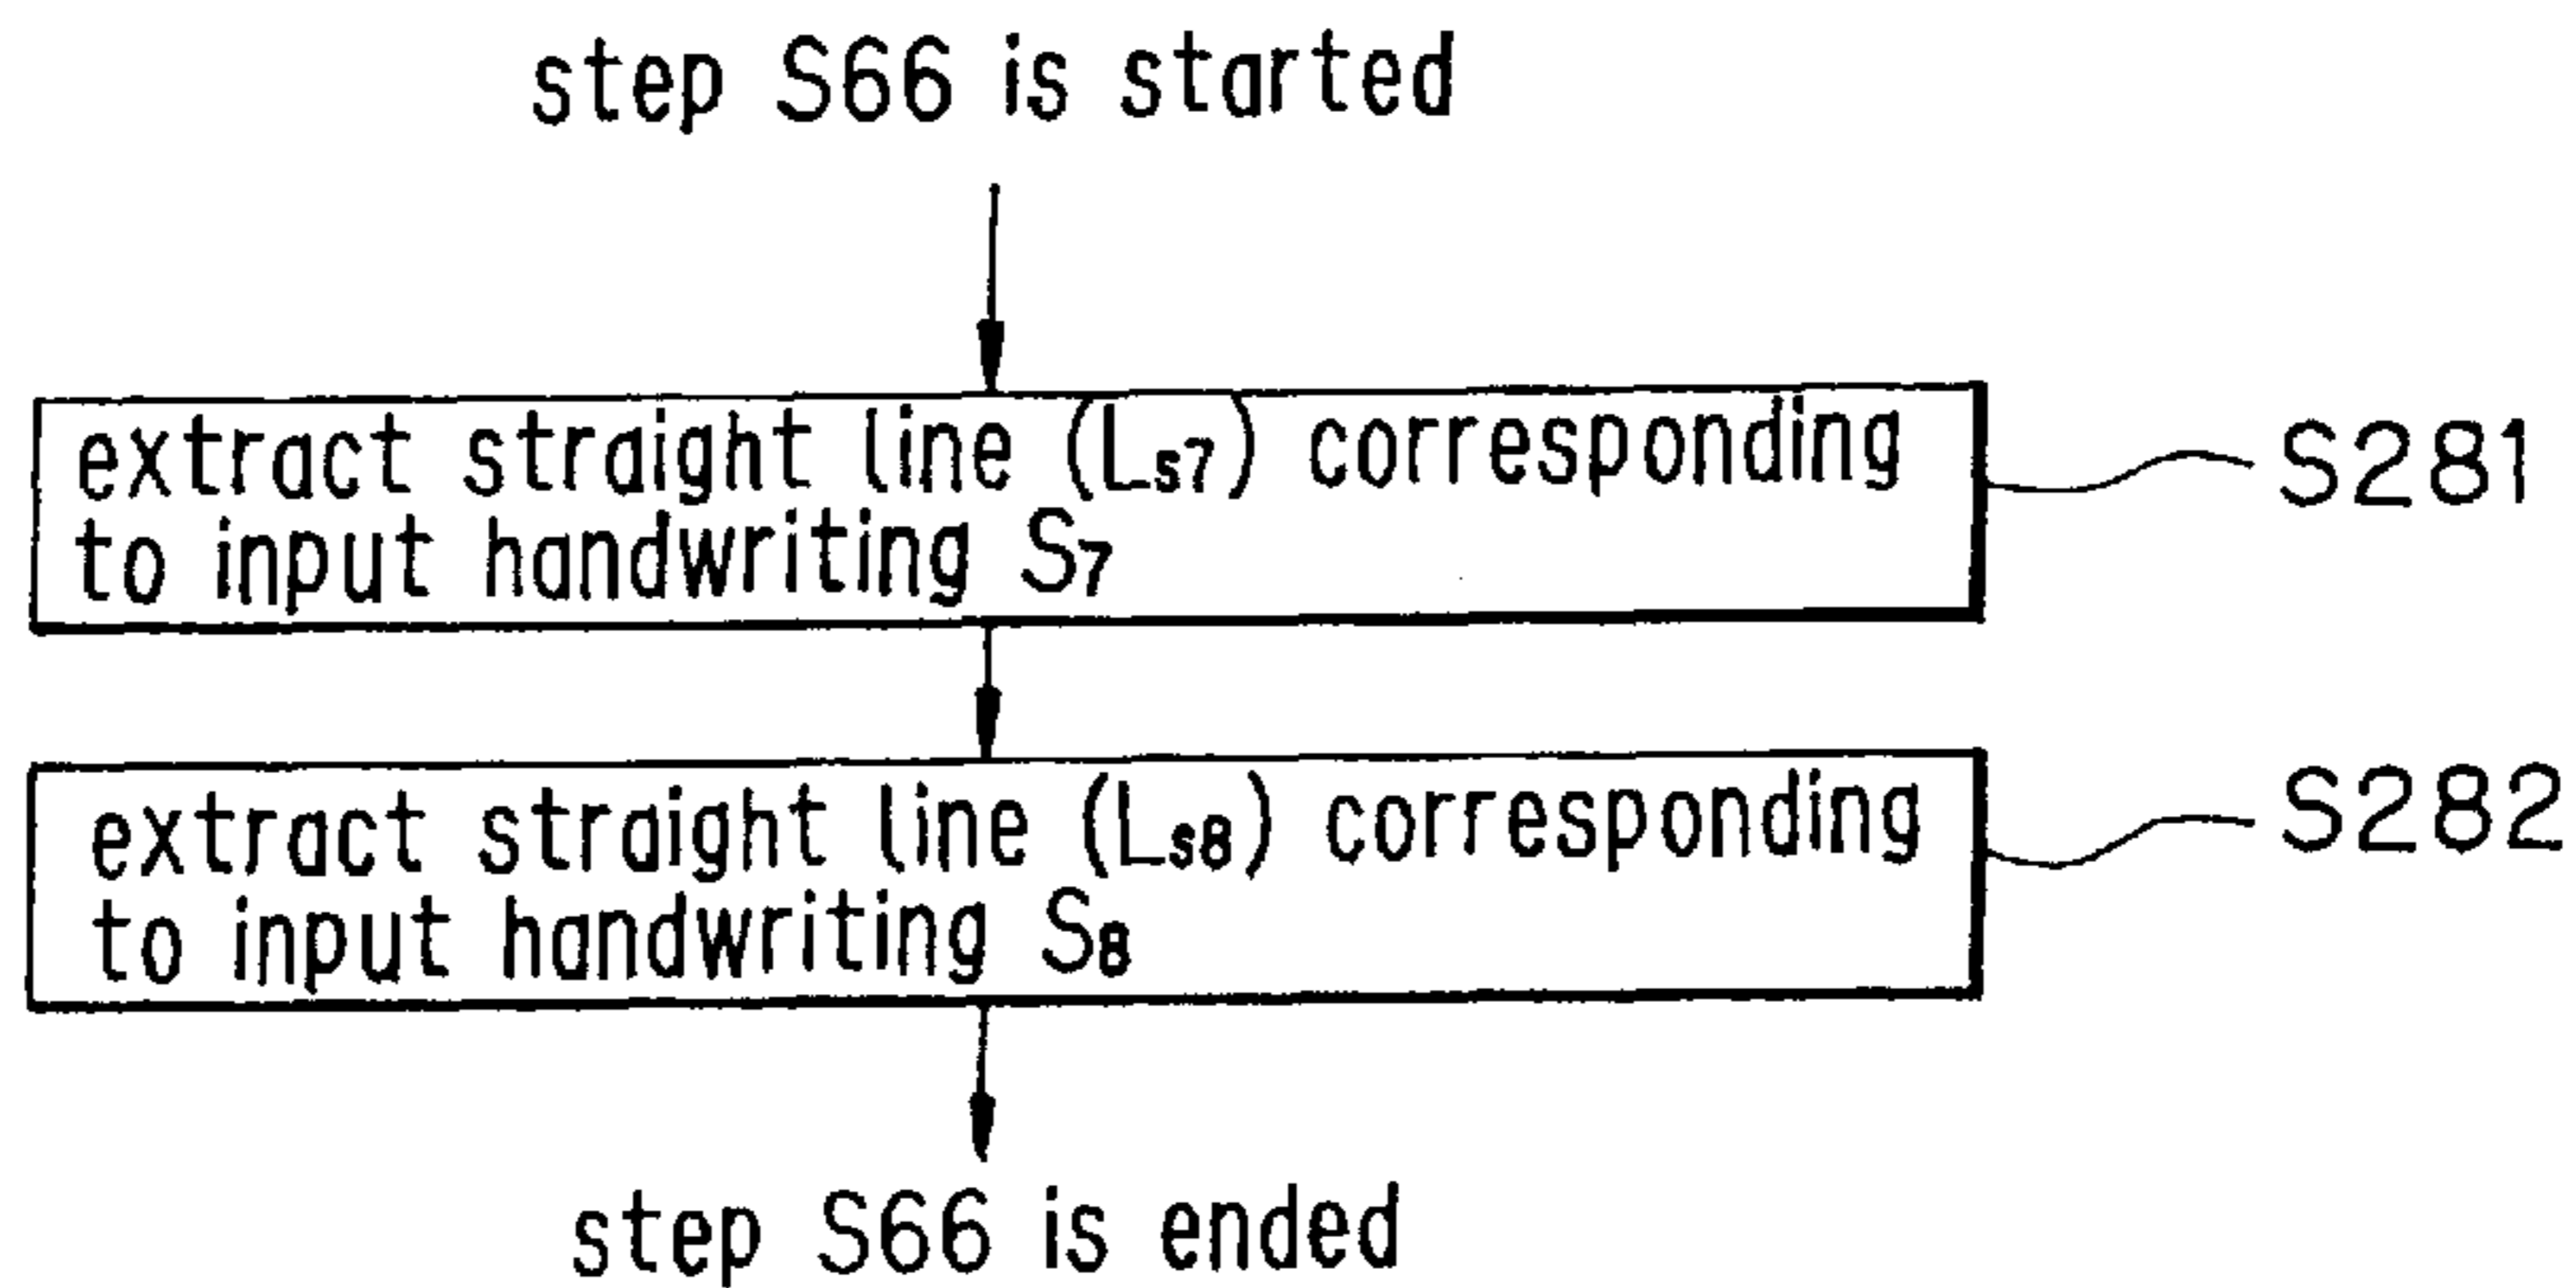 step S66 is started
extract straight line (Ls7) corresponding
to input handwriting S7
S281
extract straight line (Ls8) corresponding
to input handwriting S8
S282
step S66 is ended